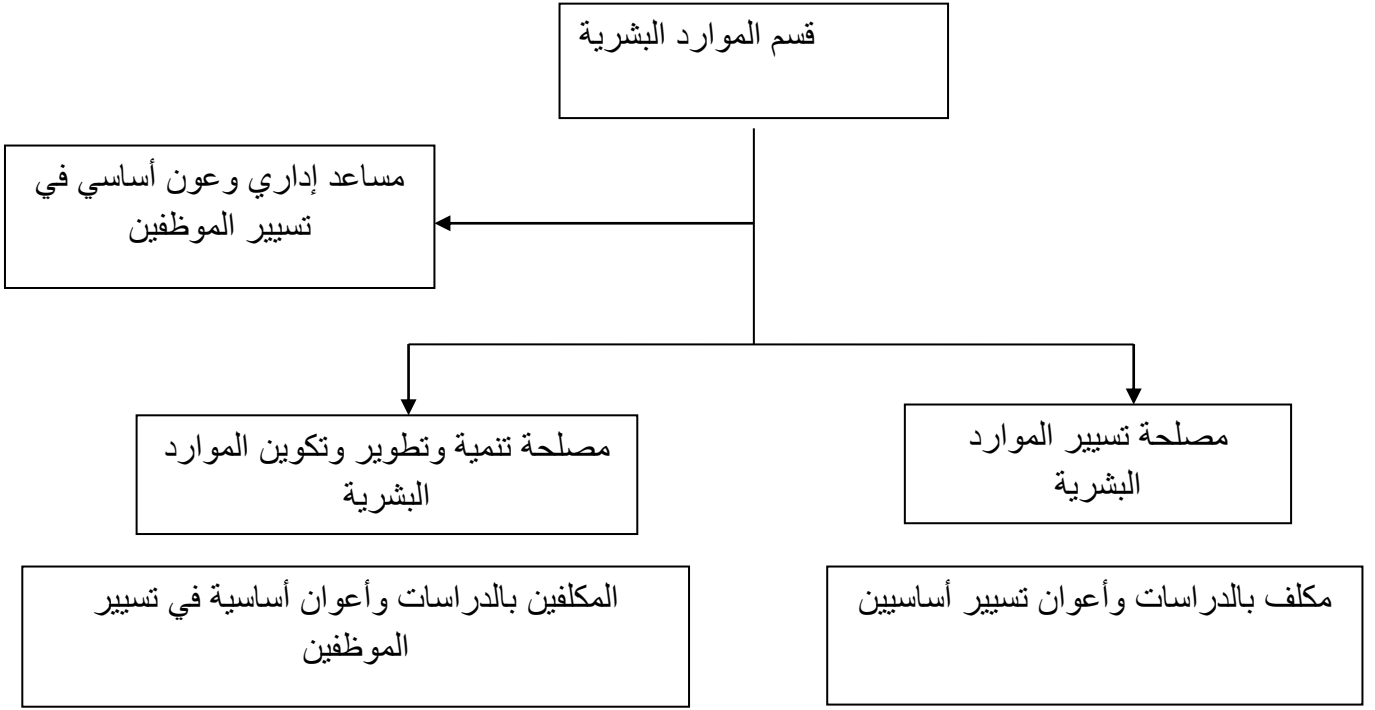 قسم الموارد البشرية
مساعد إداري وعون أساسي في
تسيير الموظفين
مصلحة تسيير الموارد
البشرية
مصلحة تنمية وتطوير وتكوين الموارد
البشرية
مكلف بالدراسات وأعوان تسيير أساسيين
المكلفين بالدراسات وأعوان أساسية في تسيير
الموظفين